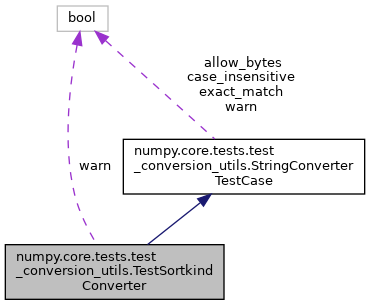 bool
allow_bytes
case_insensitive
exact_match
warn
numpy.core.tests.test
_conversion_utils.StringConverter
TestCase
warn
numpy.core.tests.test
_conversion_utils.TestSortkind
Converter